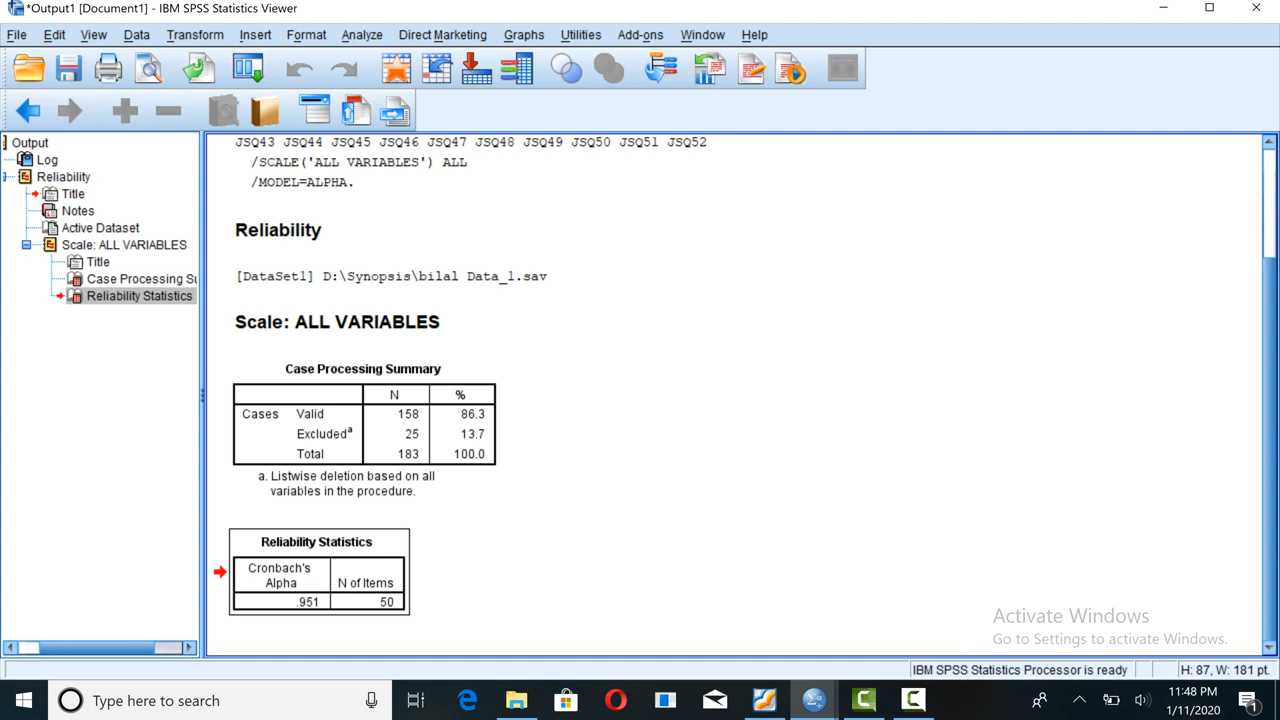 *Output1 [Document1] - IBM SPSS Statistics Viewer
File Edit View Data Transform Insert Format Analyze Direct Marketing Graphs Utilities Add-ons Window Help
Output
Log
Reliability
Title
Notes
Active Dataset
Scale: ALL VARIABLES
Title
Case Processing Su
Reliability Statistics
JSQ43 JSQ44 JSQ45 JSQ46 JSQ47 JSQ48 JSQ49 JSQ50 JSQ51 JSQ52
/SCALE('ALL VARIABLES') ALL
/MODEL=ALPHA.
Reliability
[DataSet1] D:\Synopsis\bilal Data_1.sav
Scale: ALL VARIABLES
Case Processing Summary
N %
Cases Valid 158 86.3
Excludeda 25 13.7
Total 183 100.0
a. Listwise deletion based on all
variables in the procedure.
Reliability Statistics
Cronbach's
Alpha N of Items
.951 50
Activate Windows
Go to Settings to activate Windows.
IBM SPSS Statistics Processor is ready H: 87, W: 181 pt.
Type here to search
11:48 PM
1/11/2020
1